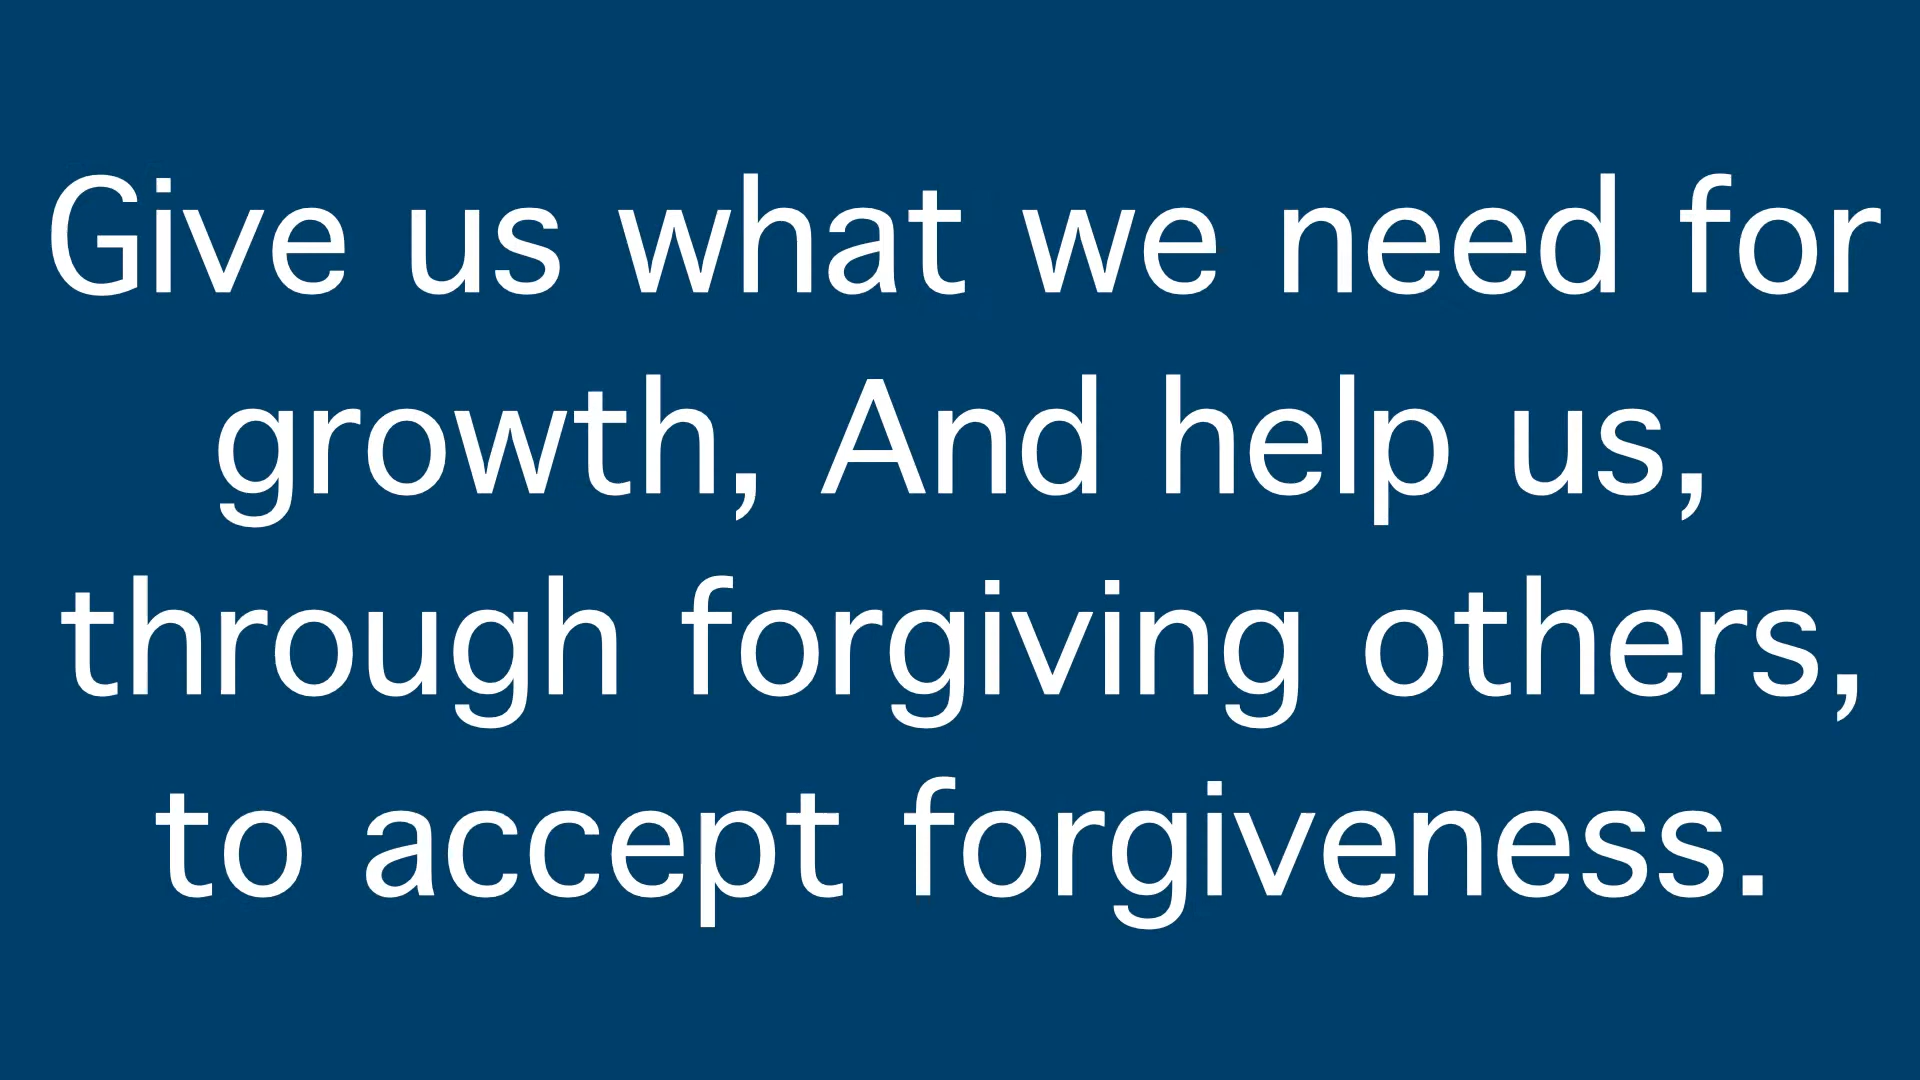 Give us what we need for
growth, And help us,
through forgiving others,
to accept forgiveness.